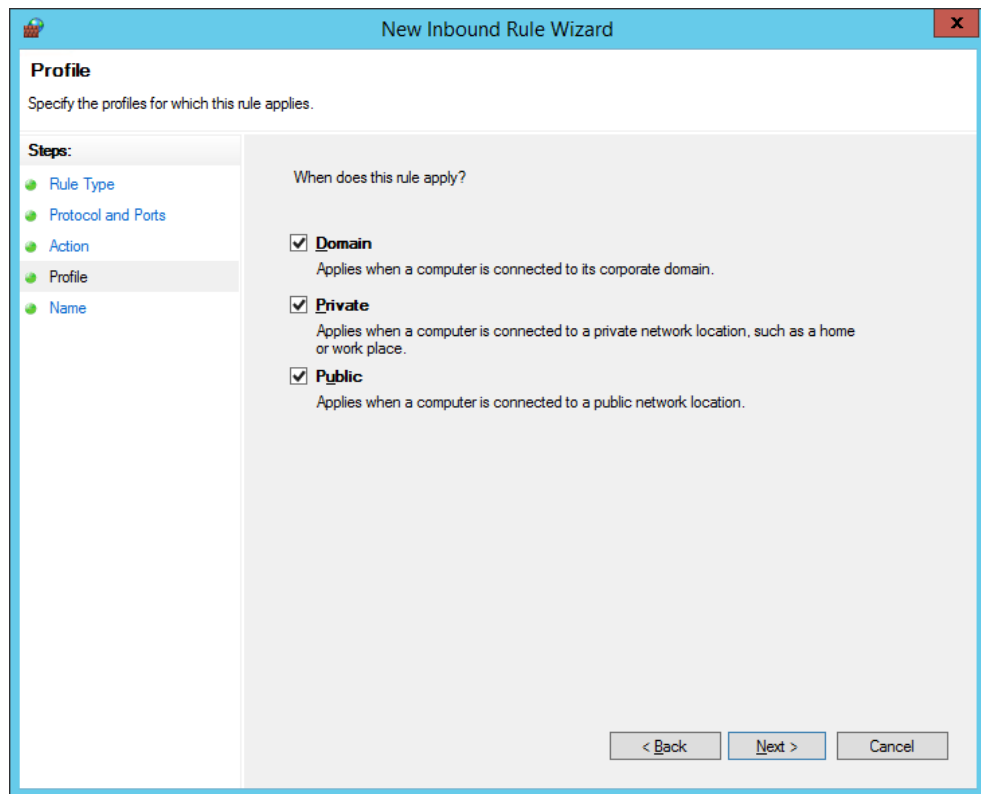 New Inbound Rule Wizard
x
Profile
Specify the profiles for which this rule applies.
Steps:
Rule Type
Protocol and Ports
Action
Profile
Name
When does this rule apply?
Domain
Applies when a computer is connected to its corporate domain.
Private
Applies when a computer is connected to a private network location, such as a home
or work place.
Public
Applies when a computer is connected to a public network location.
< Back
Next >
Cancel